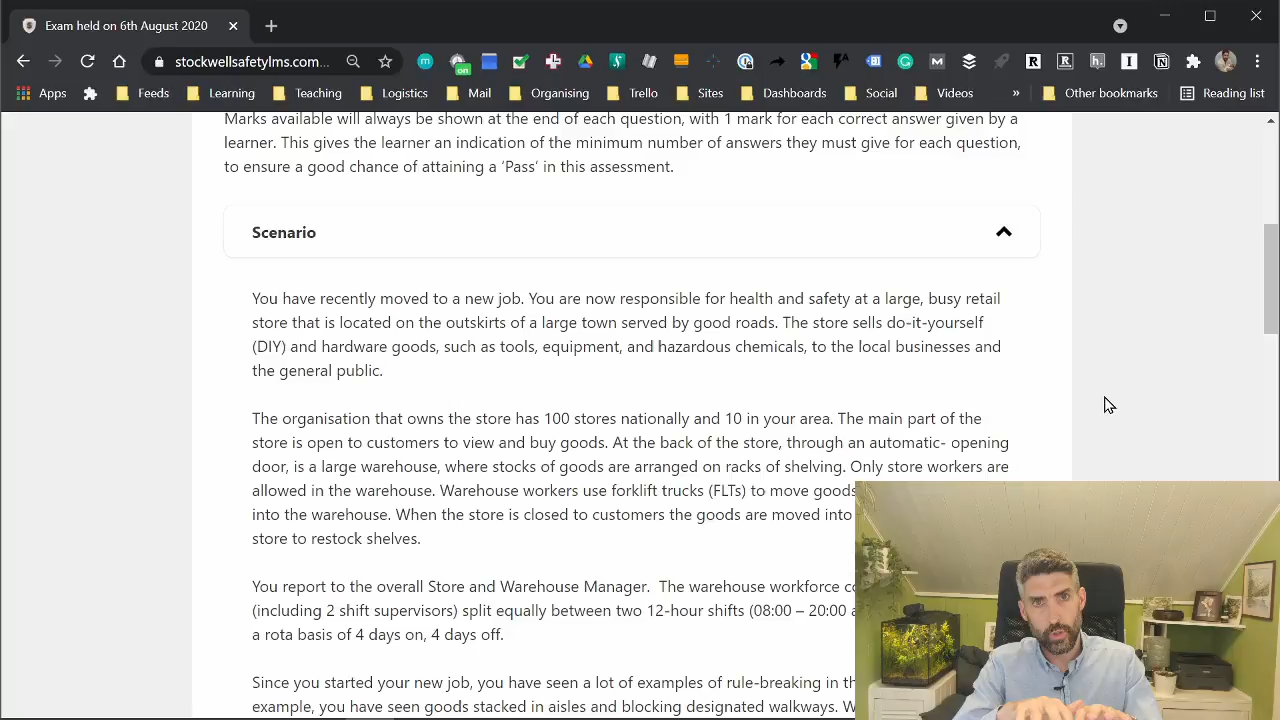 Exam held on 6th August 2020
stockwellsafetylms.com...
on
Apps
Feeds
Learning
Teaching
Logistics
Mail
Organising
Trello
Sites
Dashboards
Social
Videos
»
Other bookmarks
Reading list
Marks available will always be shown at the end of each question, with 1 mark for each correct answer given by a
learner. This gives the learner an indication of the minimum number of answers they must give for each question,
to ensure a good chance of attaining a ‘Pass’ in this assessment.
Scenario
You have recently moved to a new job. You are now responsible for health and safety at a large, busy retail
store that is located on the outskirts of a large town served by good roads. The store sells do-it-yourself
(DIY) and hardware goods, such as tools, equipment, and hazardous chemicals, to the local businesses and
the general public.
The organisation that owns the store has 100 stores nationally and 10 in your area. The main part of the
store is open to customers to view and buy goods. At the back of the store, through an automatic- opening
door, is a large warehouse, where stocks of goods are arranged on racks of shelving. Only store workers are
allowed in the warehouse. Warehouse workers use forklift trucks (FLTs) to move goods
into the warehouse. When the store is closed to customers the goods are moved into
store to restock shelves.
You report to the overall Store and Warehouse Manager. The warehouse workforce
(including 2 shift supervisors) split equally between two 12-hour shifts (08:00 – 20:00
a rota basis of 4 days on, 4 days off.
Since you started your new job, you have seen a lot of examples of rule-breaking in
example, you have seen goods stacked in aisles and blocking designated walkways.